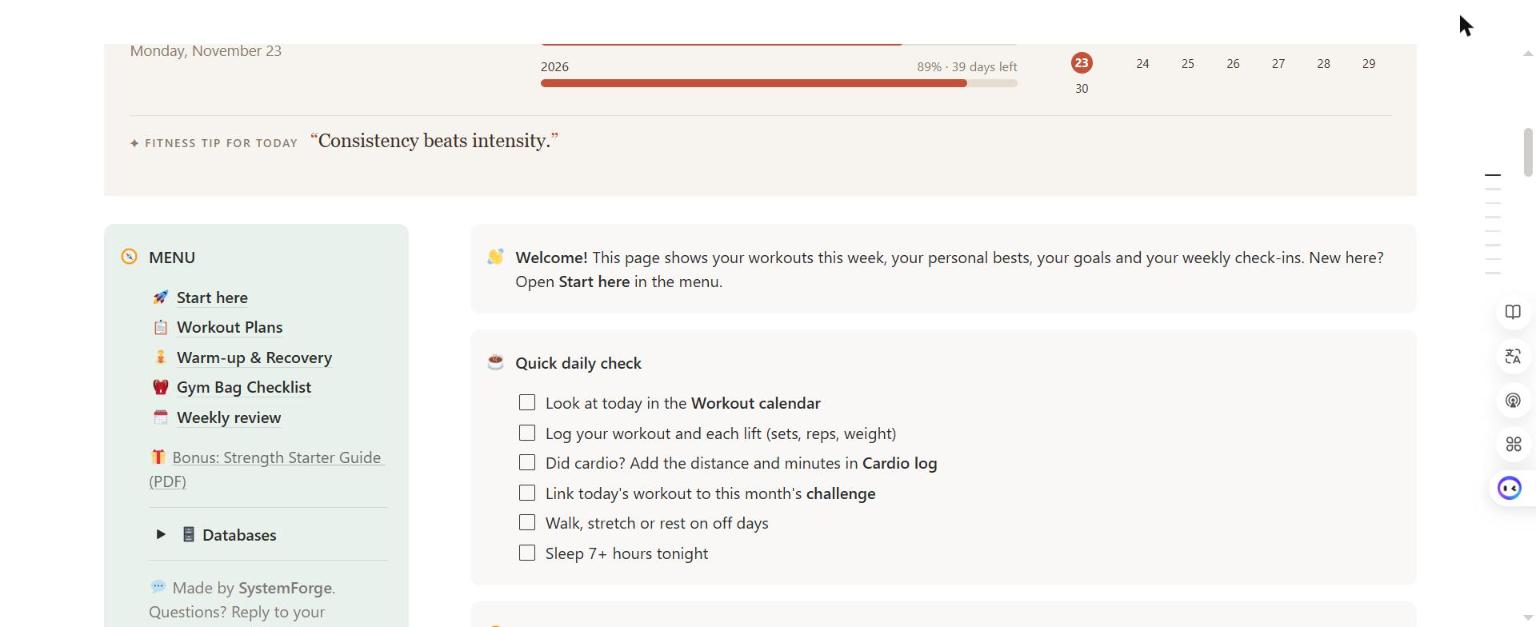 Monday, November 23
2026
89% · 39 days left
23 24 25 26 27 28 29
30
✦ FITNESS TIP FOR TODAY “Consistency beats intensity.”
MENU
Start here
Workout Plans
Warm-up & Recovery
Gym Bag Checklist
Weekly review
Bonus: Strength Starter Guide
(PDF)
Databases
Made by SystemForge.
Questions? Reply to your
Welcome! This page shows your workouts this week, your personal bests, your goals and your weekly check-ins. New here?
Open Start here in the menu.
Quick daily check
Look at today in the Workout calendar
Log your workout and each lift (sets, reps, weight)
Did cardio? Add the distance and minutes in Cardio log
Link today's workout to this month's challenge
Walk, stretch or rest on off days
Sleep 7+ hours tonight